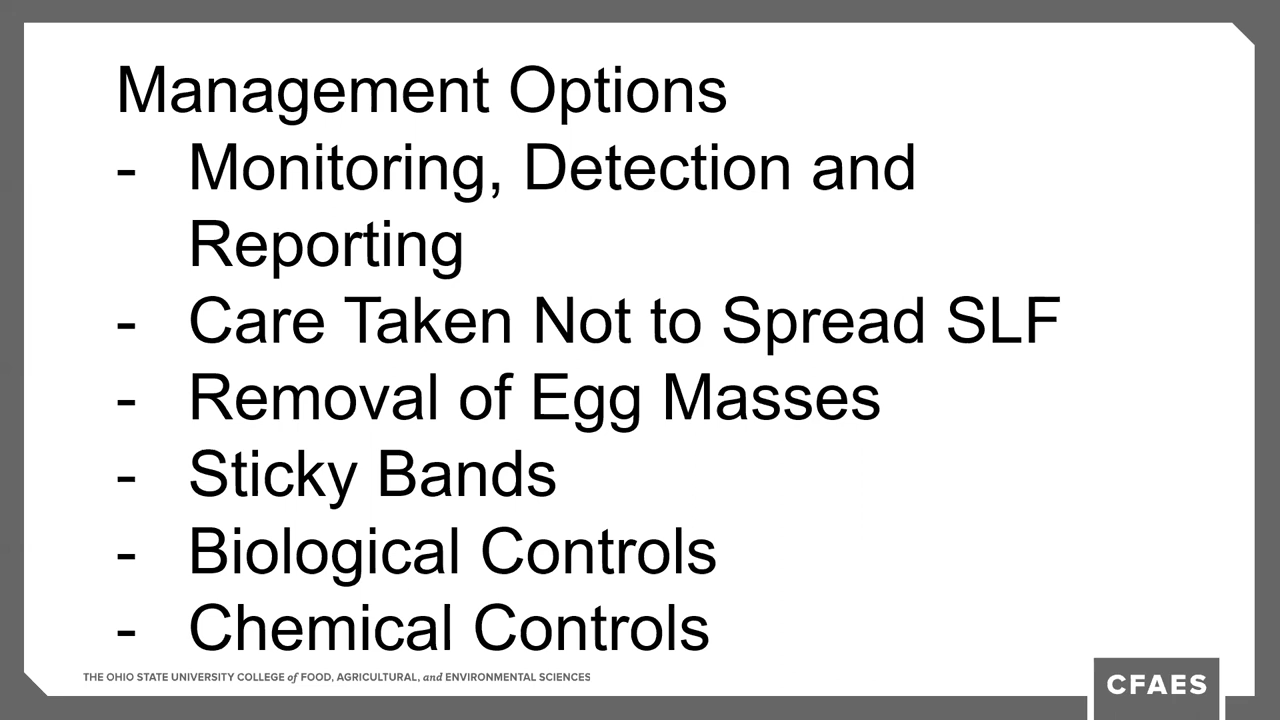 Management Options
- Monitoring, Detection and
Reporting
- Care Taken Not to Spread SLF
- Removal of Egg Masses
- Sticky Bands
- Biological Controls
- Chemical Controls
THE OHIO STATE UNIVERSITY COLLEGE of FOOD, AGRICULTURAL, and ENVIRONMENTAL SCIENCES
CFAES